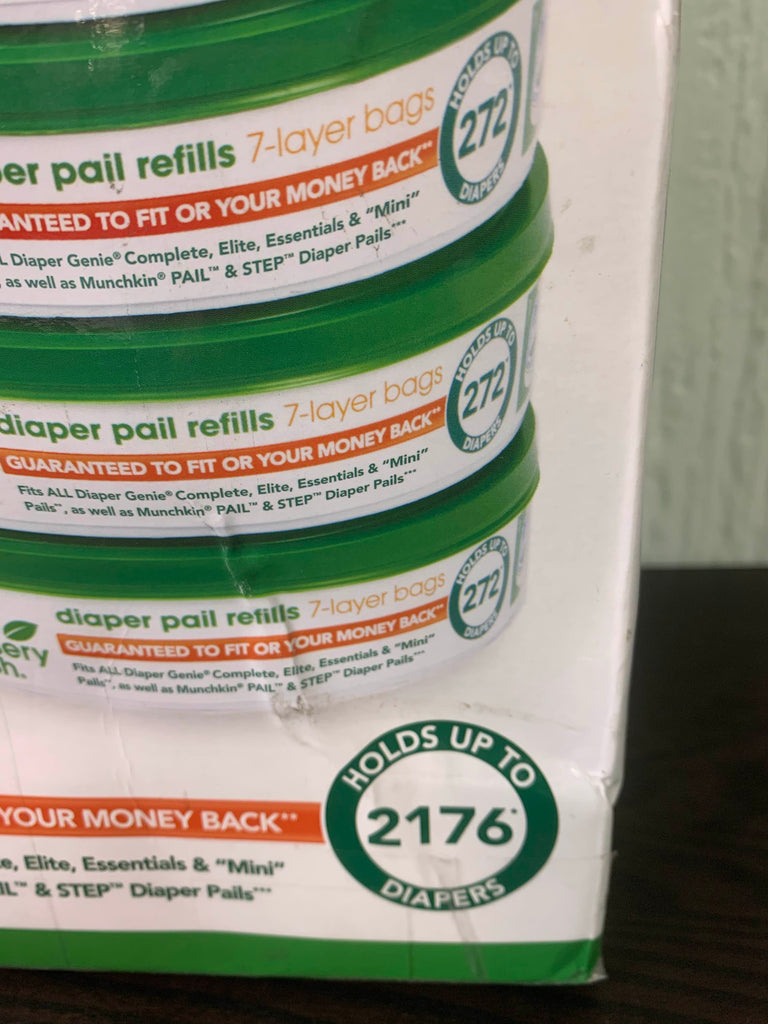 HOLDS UP TO
272*
DIAPERS
er pail refills 7-layer bags
ANTEED TO FIT OR YOUR MONEY BACK**
L Diaper Genie® Complete, Elite, Essentials & "Mini"
, as well as Munchkin® PAIL™ & STEP™ Diaper Pails***
HOLDS UP TO
272*
DIAPERS
diaper pail refills 7-layer bags
GUARANTEED TO FIT OR YOUR MONEY BACK**
Fits ALL Diaper Genie® Complete, Elite, Essentials & "Mini"
Pails**, as well as Munchkin® PAIL™ & STEP™ Diaper Pails***
HOLDS UP TO
272*
DIAPERS
diaper pail refills 7-layer bags
GUARANTEED TO FIT OR YOUR MONEY BACK**
Fits ALL Diaper Genie® Complete, Elite, Essentials & "Mini"
Pails**, as well as Munchkin® PAIL™ & STEP™ Diaper Pails***
ery
h.
HOLDS UP TO
2176*
DIAPERS
YOUR MONEY BACK**
e, Elite, Essentials & "Mini"
IL™ & STEP™ Diaper Pails***